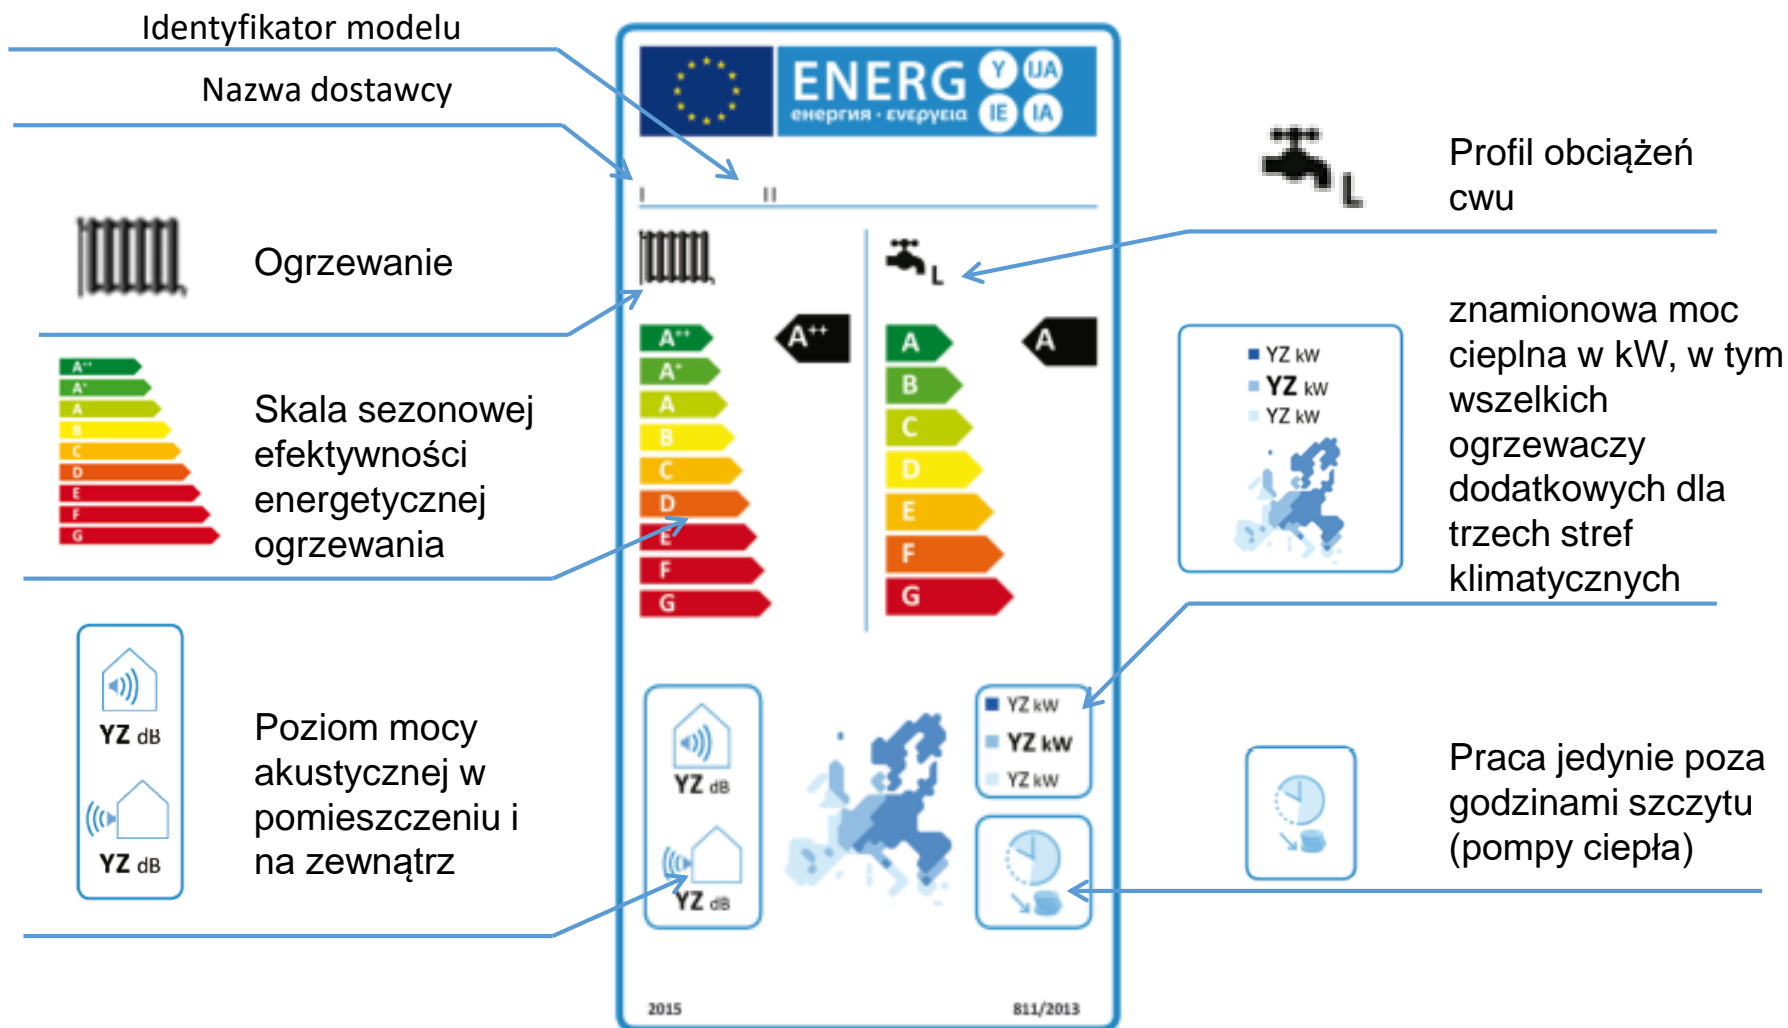 Identyfikator modelu
Nazwa dostawcy
Ogrzewanie
A++
A+
A
B
C
D
E
F
G
Skala sezonowej
efektywności
energetycznej
ogrzewania
YZ dB
YZ dB
Poziom mocy
akustycznej w
pomieszczeniu i
na zewnątrz
ENERG
Y IJA
IE IA
енергия · ενεργεια
I II
L
A++
A+
A
B
C
D
E
F
G
A++
A
B
C
D
E
F
G
A
YZ dB
YZ dB
YZ kW
YZ kW
YZ kW
2015 811/2013
L
Profil obciążeń
cwu
YZ kW
YZ kW
YZ kW
znamionowa moc
cieplna w kW, w tym
wszelkich
ogrzewaczy
dodatkowych dla
trzech stref
klimatycznych
Praca jedynie poza
godzinami szczytu
(pompy ciepła)